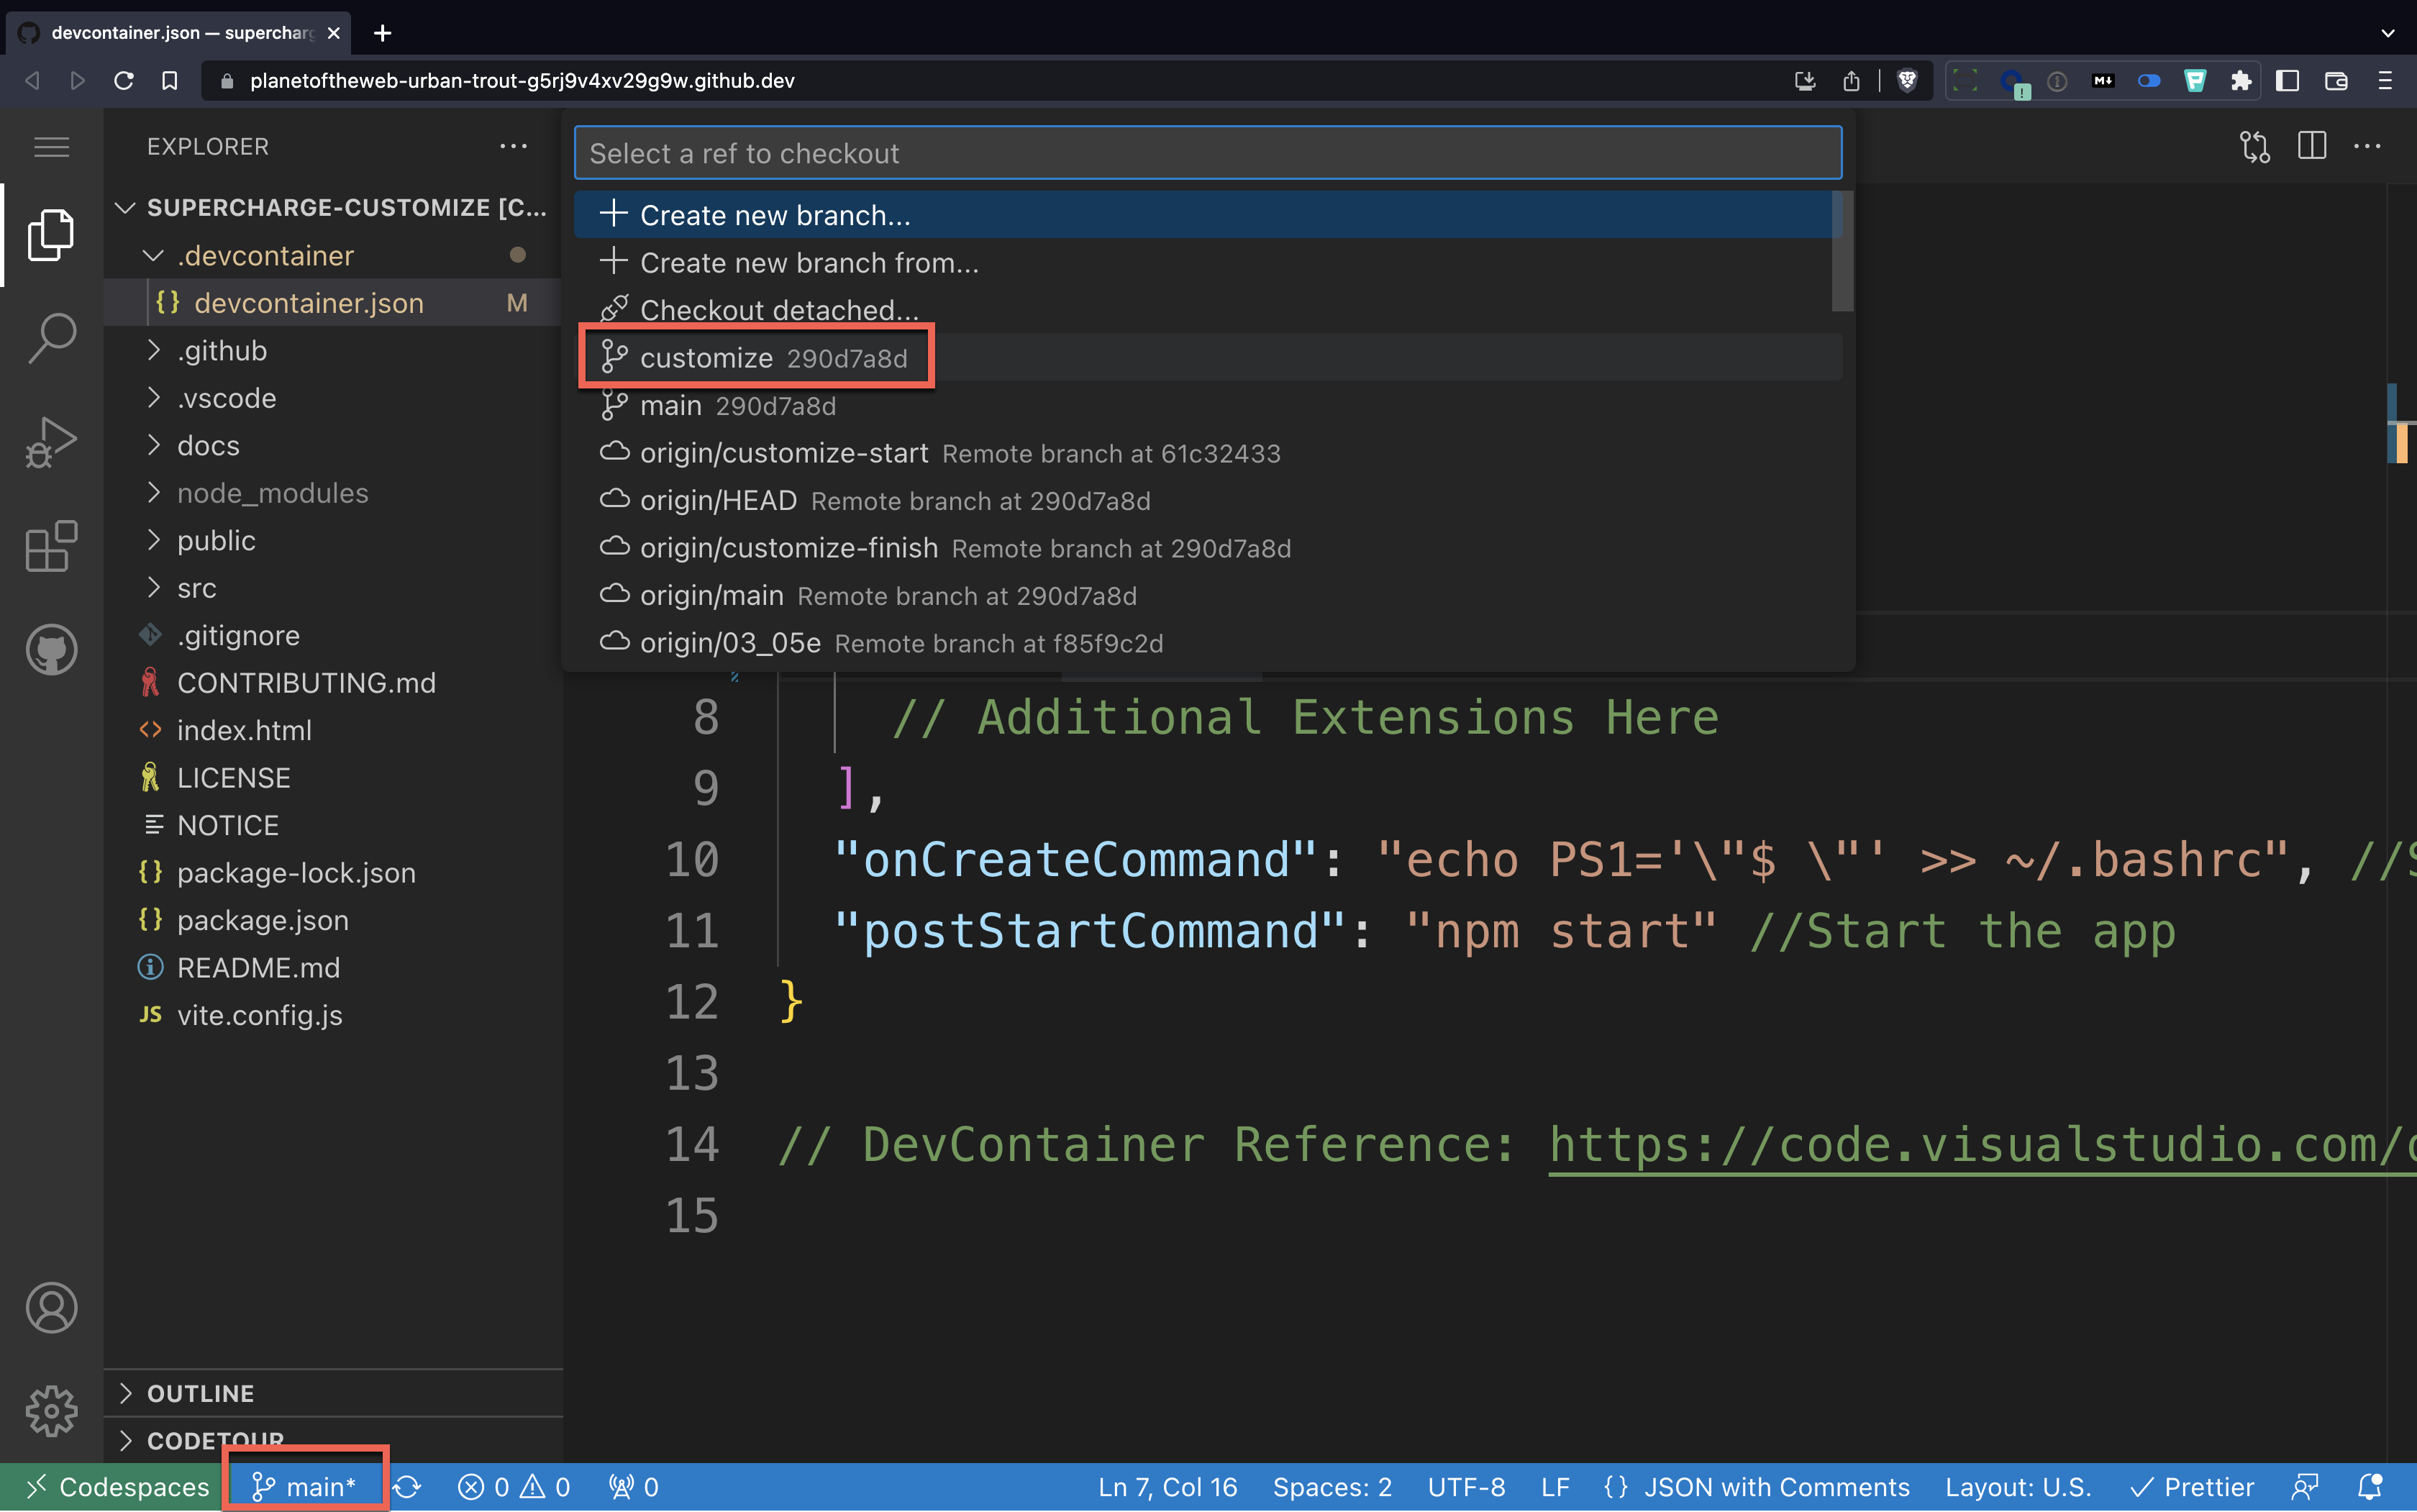 devcontainer.json — supercharg
planetoftheweb-urban-trout-g5rj9v4xv29g9w.github.dev
EXPLORER
SUPERCHARGE-CUSTOMIZE [C...
.devcontainer
{} devcontainer.json M
.github
.vscode
docs
node_modules
public
src
.gitignore
CONTRIBUTING.md
<> index.html
LICENSE
NOTICE
{} package-lock.json
{} package.json
README.md
JS vite.config.js
OUTLINE
CODETOUR
Select a ref to checkout
+ Create new branch...
+ Create new branch from...
Checkout detached...
customize 290d7a8d
main 290d7a8d
origin/customize-start Remote branch at 61c32433
origin/HEAD Remote branch at 290d7a8d
origin/customize-finish Remote branch at 290d7a8d
origin/main Remote branch at 290d7a8d
origin/03_05e Remote branch at f85f9c2d
8 // Additional Extensions Here
9 ],
10 "onCreateCommand": "echo PS1='\"$ \"' >> ~/.bashrc", //S
11 "postStartCommand": "npm start" //Start the app
12 }
13
14 // DevContainer Reference: https://code.visualstudio.com/
15
Codespaces main* 0 0 0 Ln 7, Col 16 Spaces: 2 UTF-8 LF {} JSON with Comments Layout: U.S. Prettier